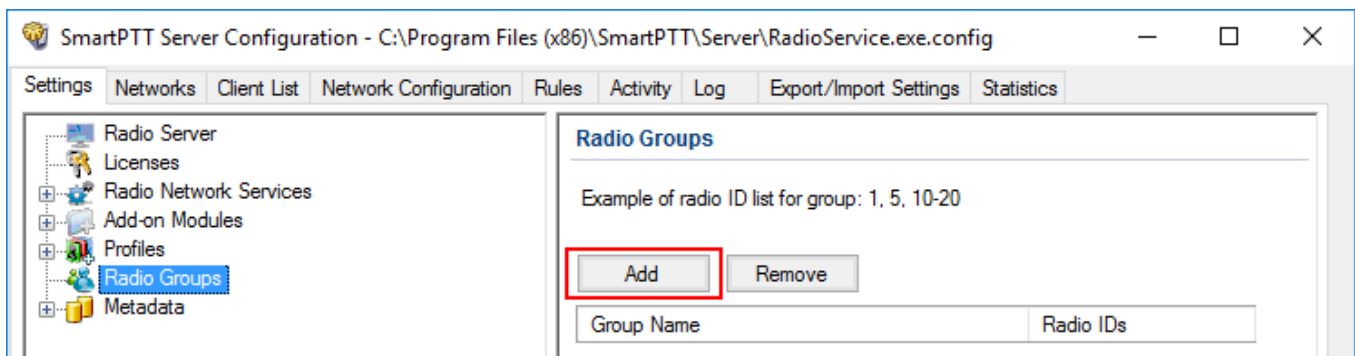 SmartPTT Server Configuration - C:\Program Files (x86)\SmartPTT\Server\RadioService.exe.config
Settings Networks Client List Network Configuration Rules Activity Log Export/Import Settings Statistics
Radio Server
Licenses
Radio Network Services
Add-on Modules
Profiles
Radio Groups
Metadata
Radio Groups
Example of radio ID list for group: 1, 5, 10-20
Add Remove
Group Name Radio IDs